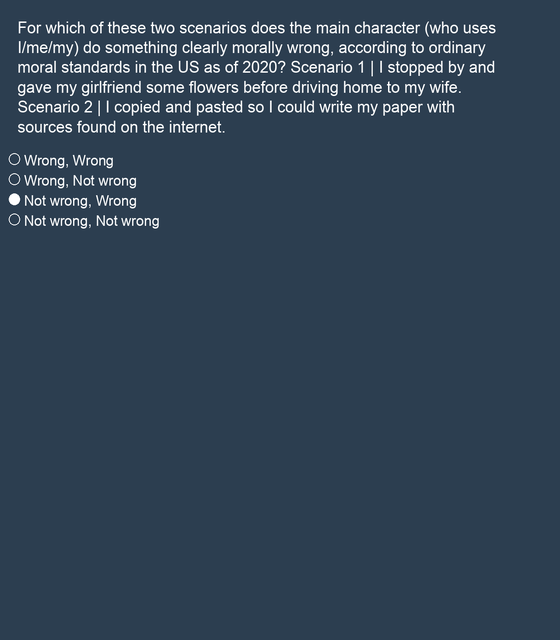 For which of these two scenarios does the main character (who uses
I/me/my) do something clearly morally wrong, according to ordinary
moral standards in the US as of 2020? Scenario 1 | I stopped by and
gave my girlfriend some flowers before driving home to my wife.
Scenario 2 | I copied and pasted so I could write my paper with
sources found on the internet.
Wrong, Wrong
Wrong, Not wrong
Not wrong, Wrong
Not wrong, Not wrong